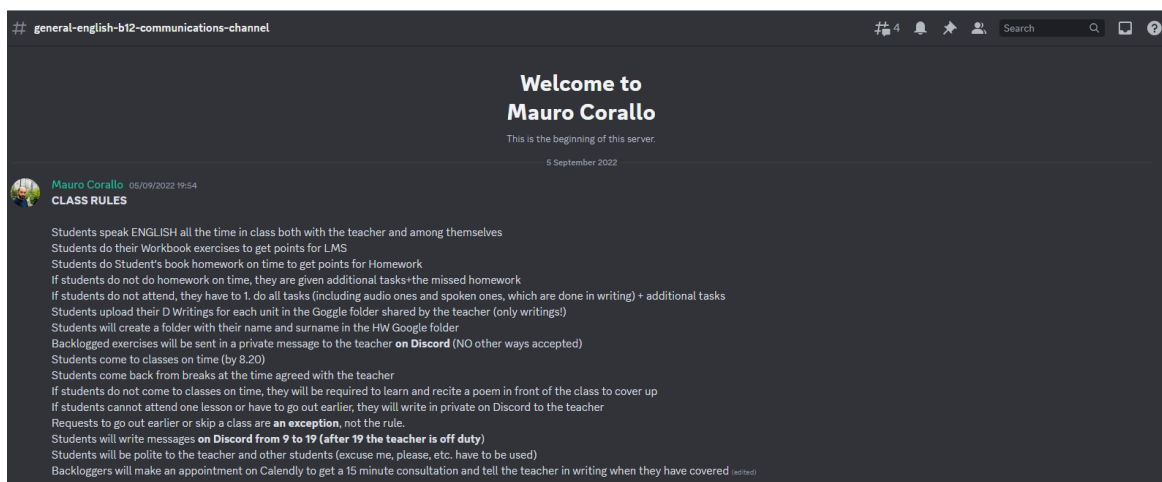 general-english-b12-communications-channel
4
Search
Welcome to
Mauro Corallo
This is the beginning of this server.
5 September 2022
Mauro Corallo 05/09/2022 19:54
CLASS RULES
Students speak ENGLISH all the time in class both with the teacher and among themselves
Students do their Workbook exercises to get points for LMS
Students do Student's book homework on time to get points for Homework
If students do not do homework on time, they are given additional tasks+the missed homework
If students do not attend, they have to 1. do all tasks (including audio ones and spoken ones, which are done in writing) + additional tasks
Students upload their D Writings for each unit in the Goggle folder shared by the teacher (only writings!)
Students will create a folder with their name and surname in the HW Google folder
Backlogged exercises will be sent in a private message to the teacher on Discord (NO other ways accepted)
Students come to classes on time (by 8.20)
Students come back from breaks at the time agreed with the teacher
If students do not come to classes on time, they will be required to learn and recite a poem in front of the class to cover up
If students cannot attend one lesson or have to go out earlier, they will write in private on Discord to the teacher
Requests to go out earlier or skip a class are an exception, not the rule.
Students will write messages on Discord from 9 to 19 (after 19 the teacher is off duty)
Students will be polite to the teacher and other students (excuse me, please, etc. have to be used)
Backloggers will make an appointment on Calendly to get a 15 minute consultation and tell the teacher in writing when they have covered (edited)